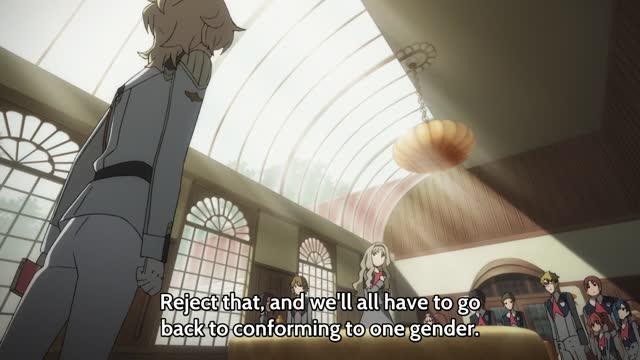 Reject that, and we'll all have to go
back to conforming to one gender.